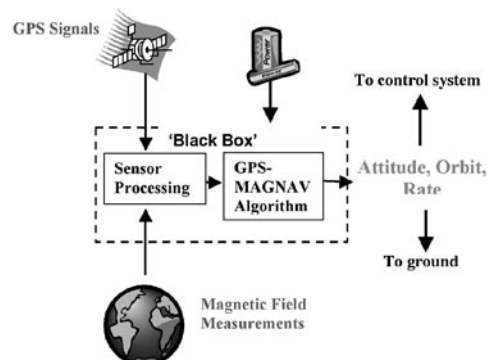 GPS Signals
Power
To control system
'Black Box'
Sensor
Processing
GPS-
MAGNAV
Algorithm
Attitude, Orbit,
Rate
To ground
Magnetic Field
Measurements